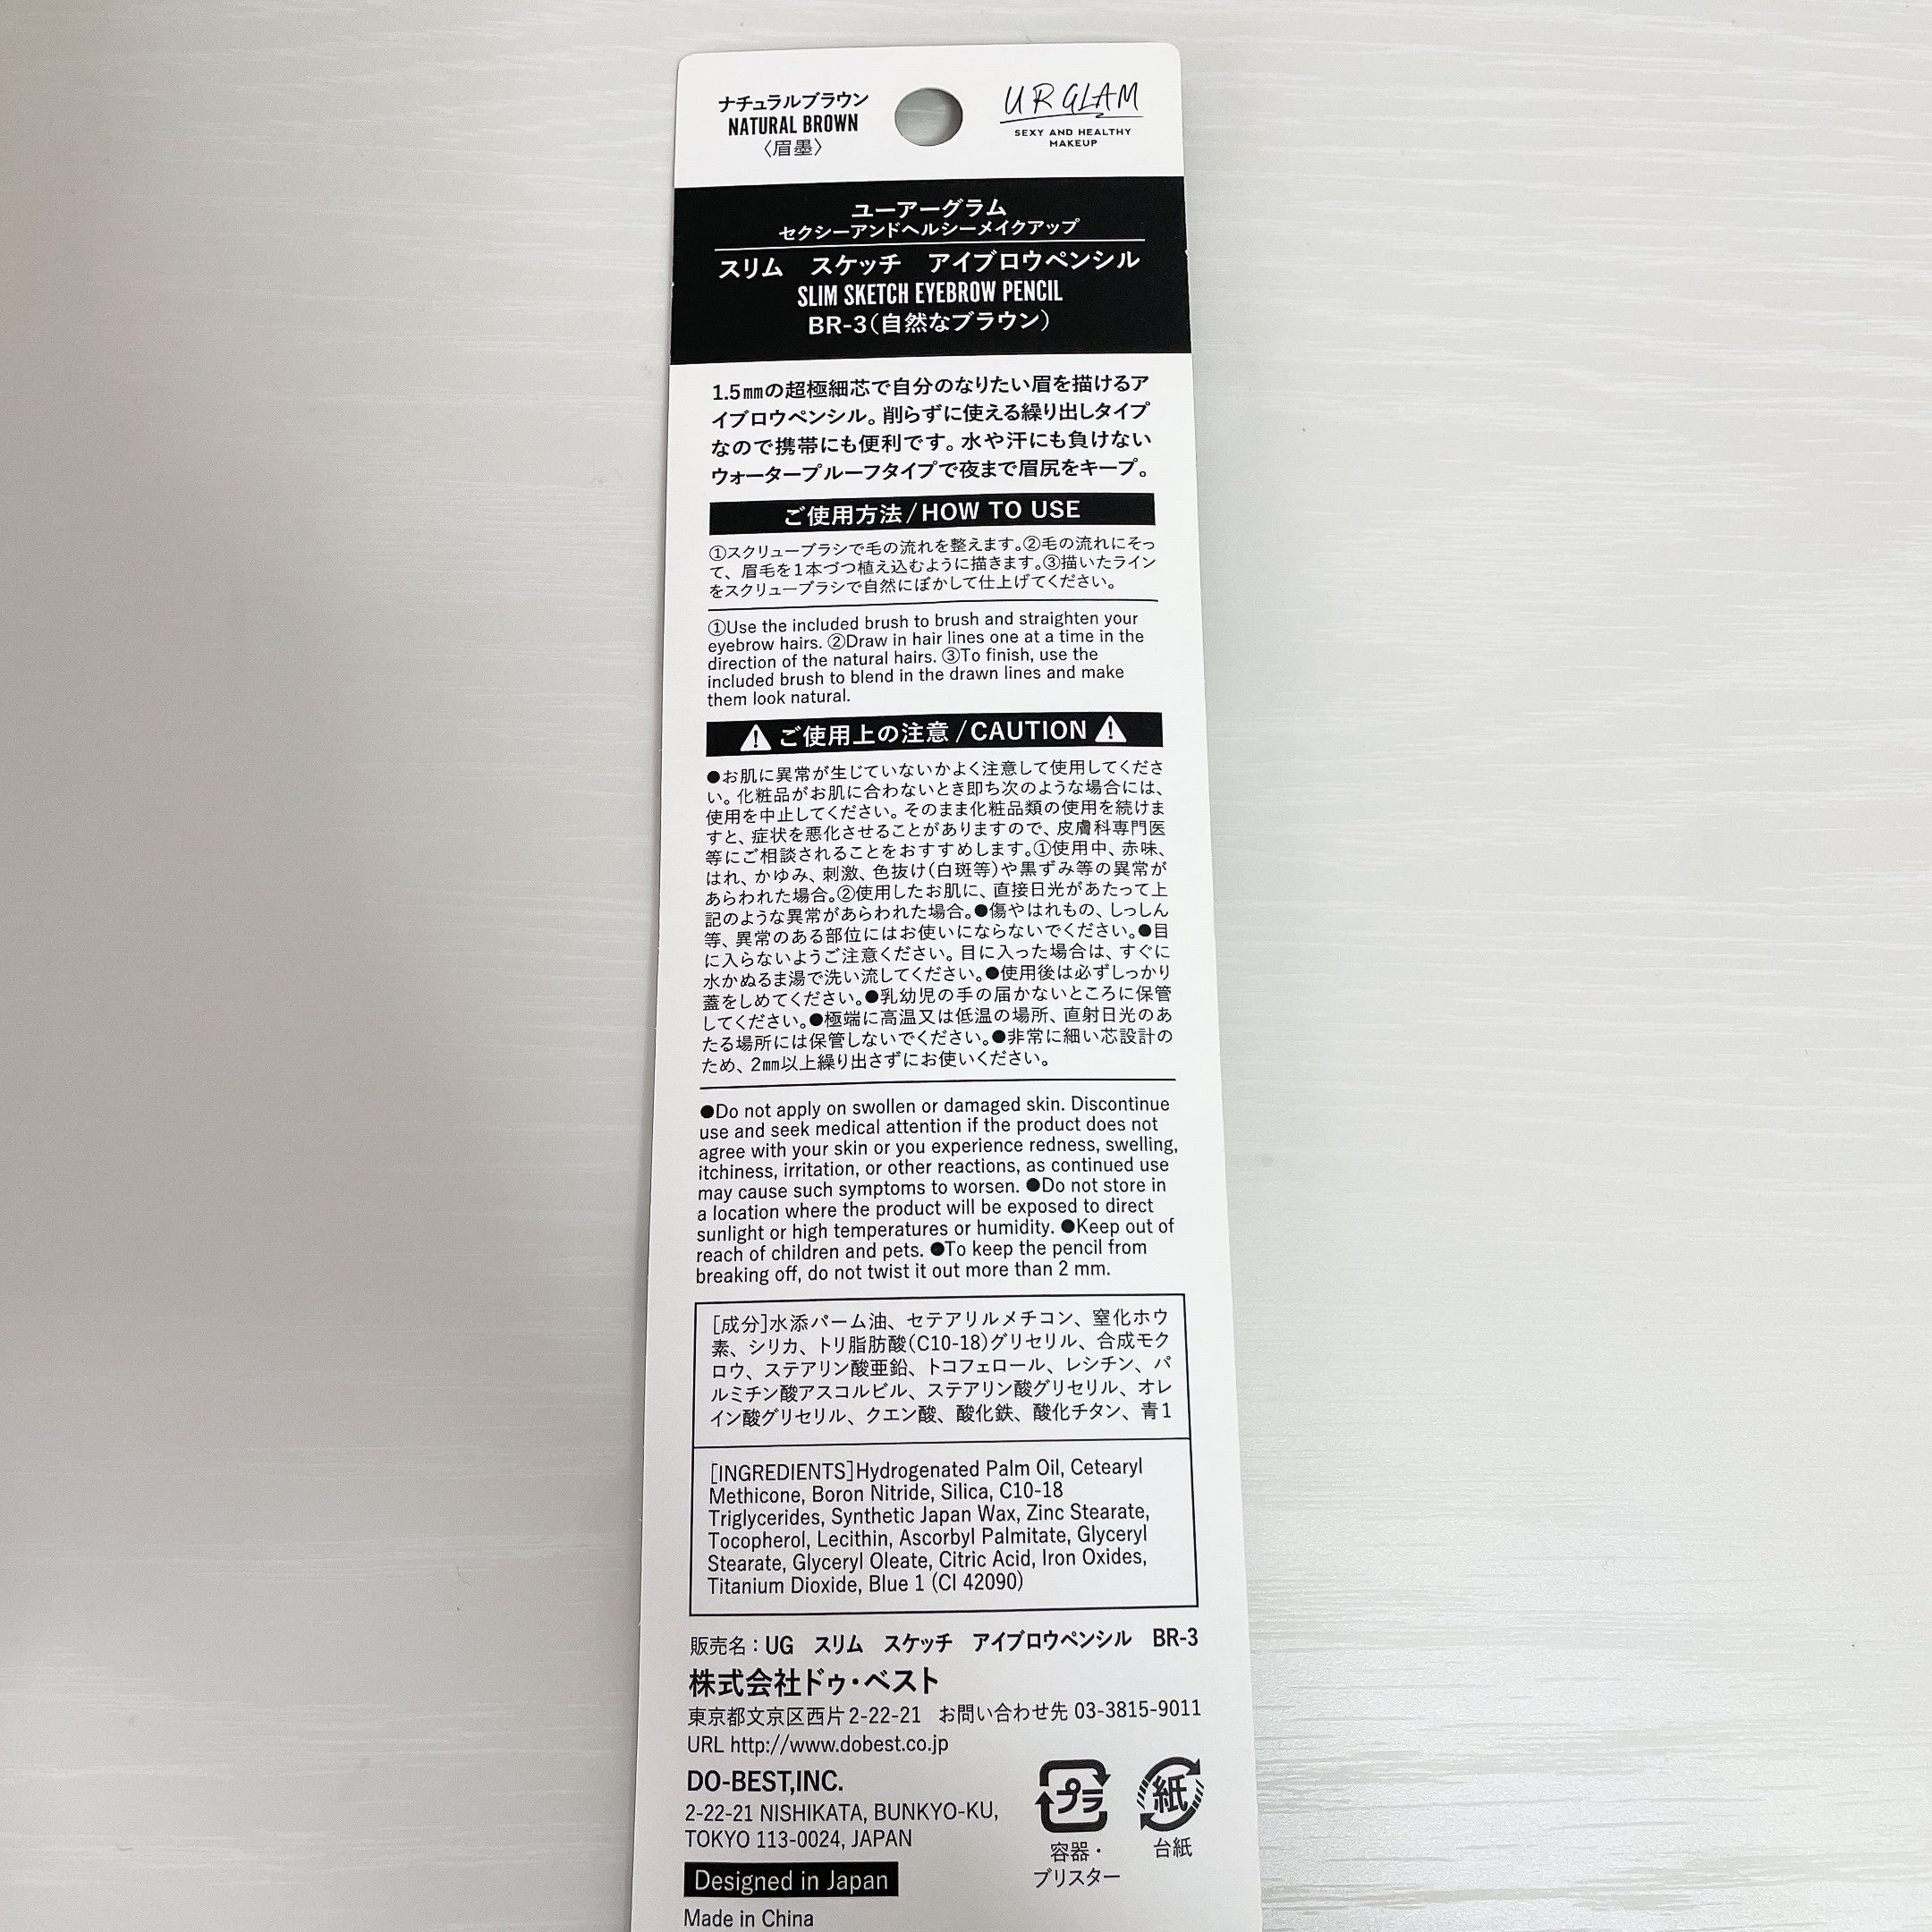 ナチュラルブラウン
NATURAL BROWN
〈眉墨〉
UR GLAM
SEXY AND HEALTHY
MAKEUP
ユーアーグラム
セクシーアンドヘルシーメイクアップ
スリム　スケッチ　アイブロウペンシル
SLIM SKETCH EYEBROW PENCIL
BR-3（自然なブラウン）
1.5㎜の超極細芯で自分のなりたい眉を描けるア
イブロウペンシル。削らずに使える繰り出しタイプ
なので携帯にも便利です。水や汗にも負けない
ウォータープルーフタイプで夜まで眉尻をキープ。
ご使用方法/HOW TO USE
①スクリューブラシで毛の流れを整えます。②毛の流れにそっ
て、眉毛を1本づつ植え込むように描きます。③描いたライン
をスクリューブラシで自然にぼかして仕上げてください。
①Use the included brush to brush and straighten your
eyebrow hairs. ②Draw in hair lines one at a time in the
direction of the natural hairs. ③To finish, use the
included brush to blend in the drawn lines and make
them look natural.
ご使用上の注意/CAUTION
●お肌に異常が生じていないかよく注意して使用してくださ
い。化粧品がお肌に合わないとき即ち次のような場合には、
使用を中止してください。そのまま化粧品類の使用を続けま
すと、症状を悪化させることがありますので、皮膚科専門医
等にご相談されることをおすすめします。①使用中、赤味、
はれ、かゆみ、刺激、色抜け（白斑等）や黒ずみ等の異常が
あらわれた場合。②使用したお肌に、直接日光があたって上
記のような異常があらわれた場合。●傷やはれもの、しっしん
等、異常のある部位にはお使いにならないでください。●目
に入らないようご注意ください。目に入った場合は、すぐに
水かぬるま湯で洗い流してください。●使用後は必ずしっかり
蓋をしめてください。●乳幼児の手の届かないところに保管
してください。●極端に高温又は低温の場所、直射日光のあ
たる場所には保管しないでください。●非常に細い芯設計の
ため、2㎜以上繰り出さずにお使いください。
●Do not apply on swollen or damaged skin. Discontinue
use and seek medical attention if the product does not
agree with your skin or you experience redness, swelling,
itchiness, irritation, or other reactions, as continued use
may cause such symptoms to worsen. ●Do not store in
a location where the product will be exposed to direct
sunlight or high temperatures or humidity. ●Keep out of
reach of children and pets. ●To keep the pencil from
breaking off, do not twist it out more than 2 mm.
[成分]水添パーム油、セテアリルメチコン、窒化ホウ
素、シリカ、トリ脂肪酸(C10-18)グリセリル、合成モク
ロウ、ステアリン酸亜鉛、トコフェロール、レシチン、パ
ルミチン酸アスコルビル、ステアリン酸グリセリル、オレ
イン酸グリセリル、クエン酸、酸化鉄、酸化チタン、青1
[INGREDIENTS]Hydrogenated Palm Oil, Cetearyl
Methicone, Boron Nitride, Silica, C10-18
Triglycerides, Synthetic Japan Wax, Zinc Stearate,
Tocopherol, Lecithin, Ascorbyl Palmitate, Glyceryl
Stearate, Glyceryl Oleate, Citric Acid, Iron Oxides,
Titanium Dioxide, Blue 1 (CI 42090)
販売名：UG　スリム　スケッチ　アイブロウペンシル　BR-3
株式会社ドゥ・ベスト
東京都文京区西片2-22-21　お問い合わせ先 03-3815-9011
URL http://www.dobest.co.jp
DO-BEST,INC.
2-22-21 NISHIKATA, BUNKYO-KU,
TOKYO 113-0024, JAPAN
Designed in Japan
Made in China
プラ
容器・
ブリスター
紙
台紙